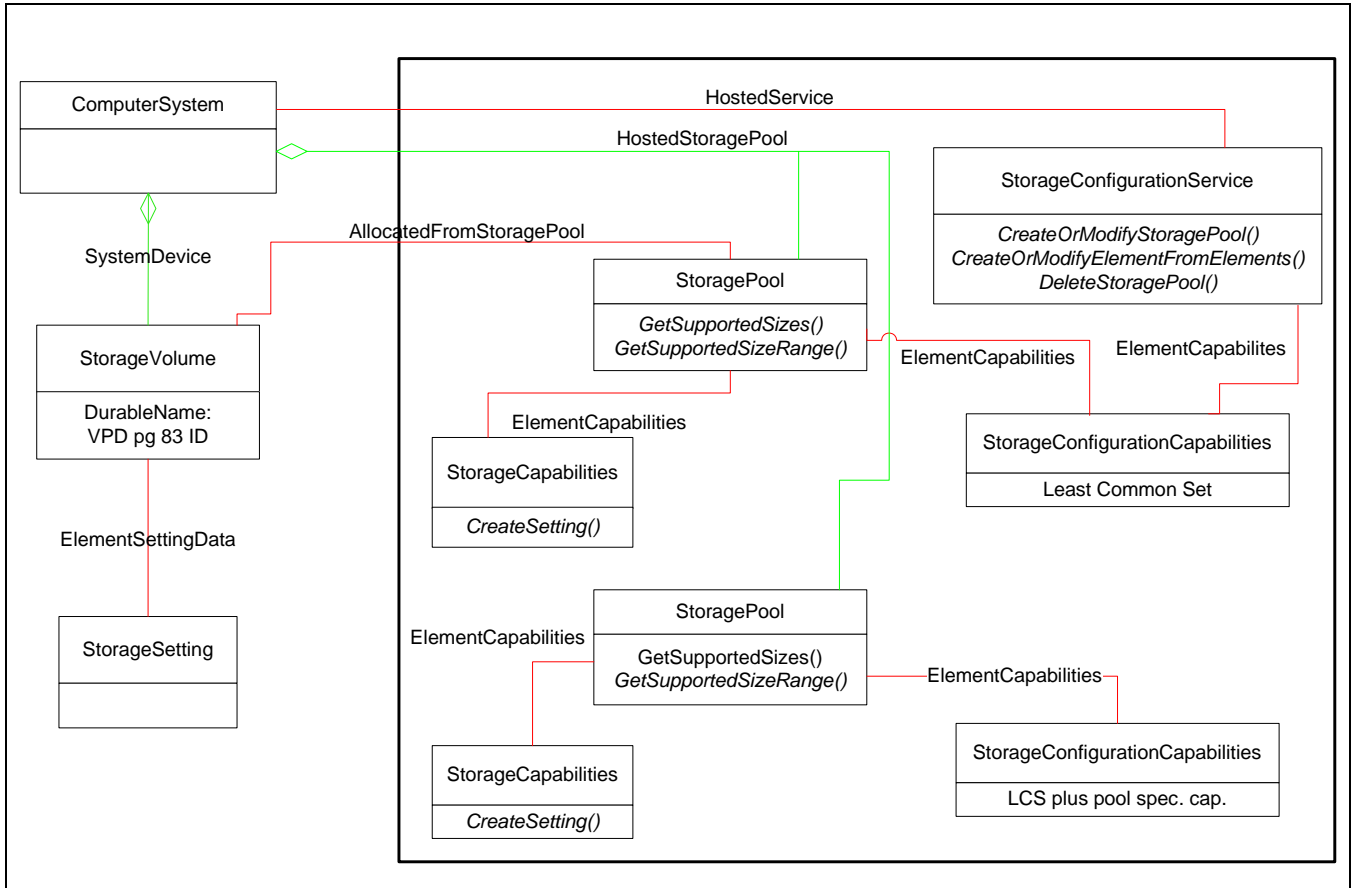 ComputerSystem
HostedService
HostedStoragePool
StorageConfigurationService
CreateOrModifyStoragePool()
CreateOrModifyElementFromElements()
DeleteStoragePool()
AllocatedFromStoragePool
SystemDevice
StoragePool
GetSupportedSizes()
GetSupportedSizeRange()
StorageVolume
DurableName:
VPD pg 83 ID
ElementCapabilities
ElementCapabilites
ElementCapabilities
StorageCapabilities
CreateSetting()
StorageConfigurationCapabilities
Least Common Set
ElementSettingData
StorageSetting
StoragePool
GetSupportedSizes()
GetSupportedSizeRange()
ElementCapabilities
ElementCapabilities
StorageCapabilities
CreateSetting()
StorageConfigurationCapabilities
LCS plus pool spec. cap.